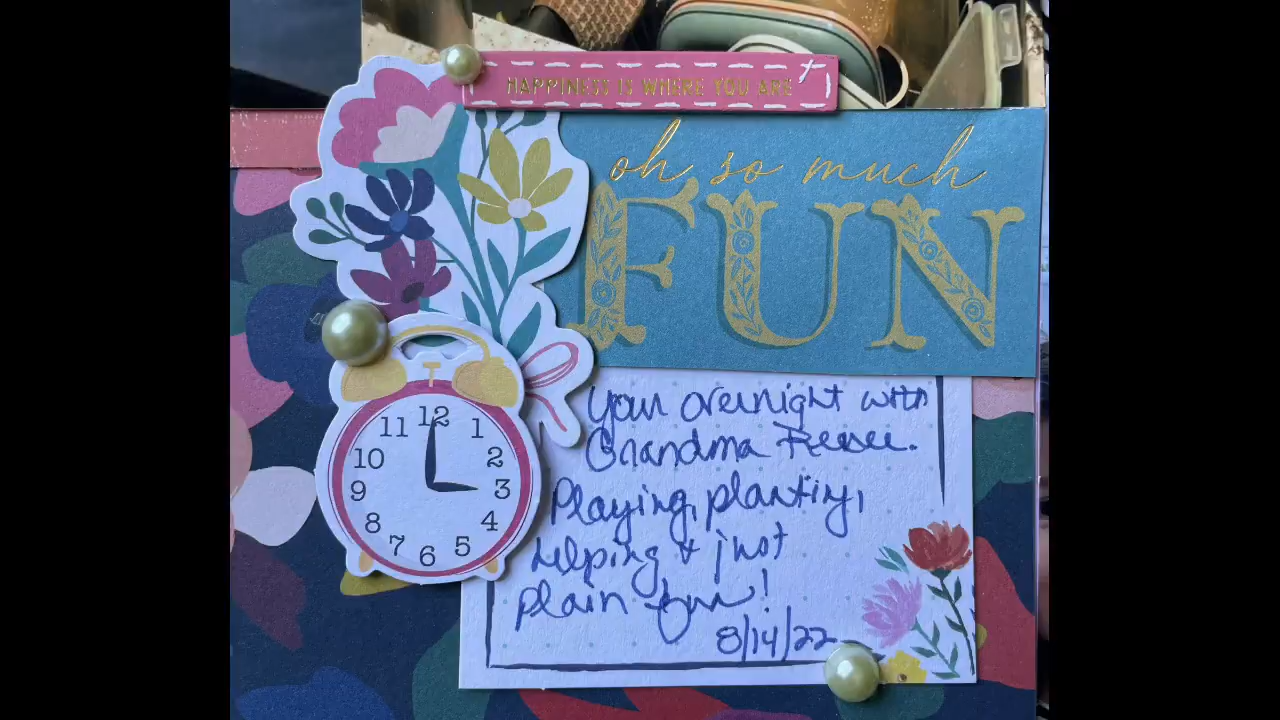 HAPPINESS IS WHERE YOU ARE
oh so much
FUN
12
11 1
10 2
9 3
8 4
7 5
6
Your overnight with
Grandma
Playing, planting,
helping & just
plain fun!
8/14/22